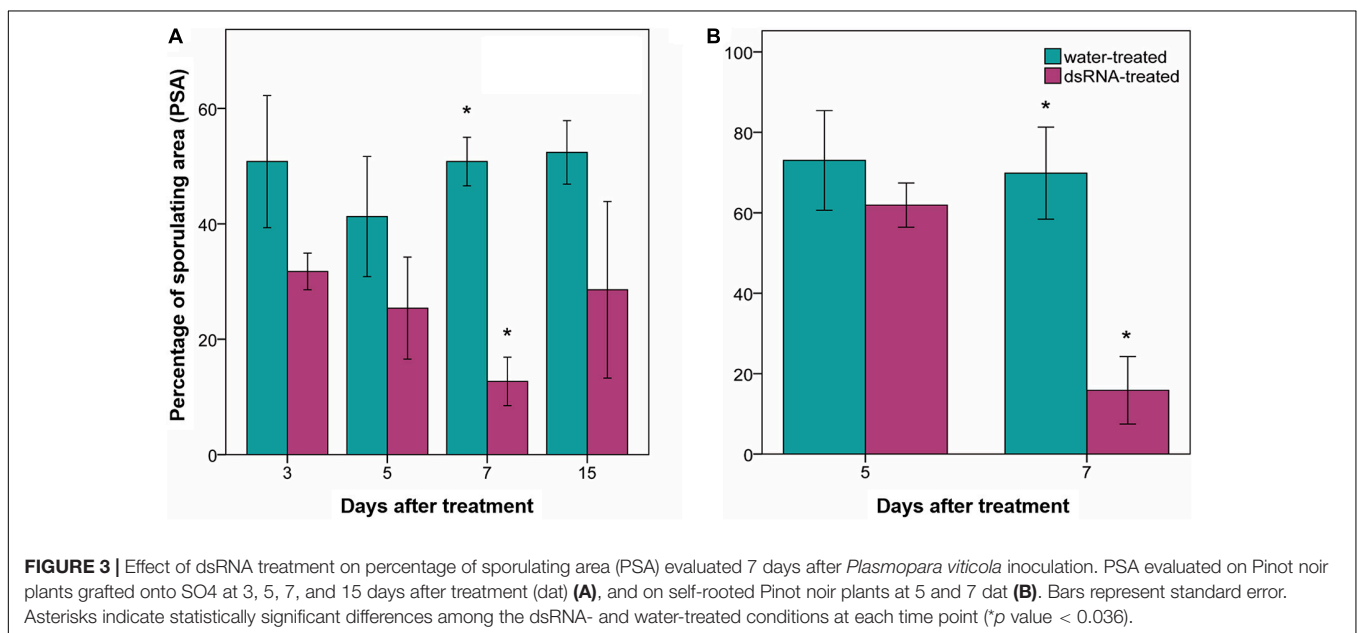 A
Percentage of sporulating area (PSA)
60
40
20
0
*
*
3 5 7 15
Days after treatment
B
100
80
60
40
20
0
water-treated
dsRNA-treated
*
*
5 7
Days after treatment
FIGURE 3 | Effect of dsRNA treatment on percentage of sporulating area (PSA) evaluated 7 days after Plasmopara viticola inoculation. PSA evaluated on Pinot noir
plants grafted onto SO4 at 3, 5, 7, and 15 days after treatment (dat) (A), and on self-rooted Pinot noir plants at 5 and 7 dat (B). Bars represent standard error.
Asterisks indicate statistically significant differences among the dsRNA- and water-treated conditions at each time point (*p value < 0.036).